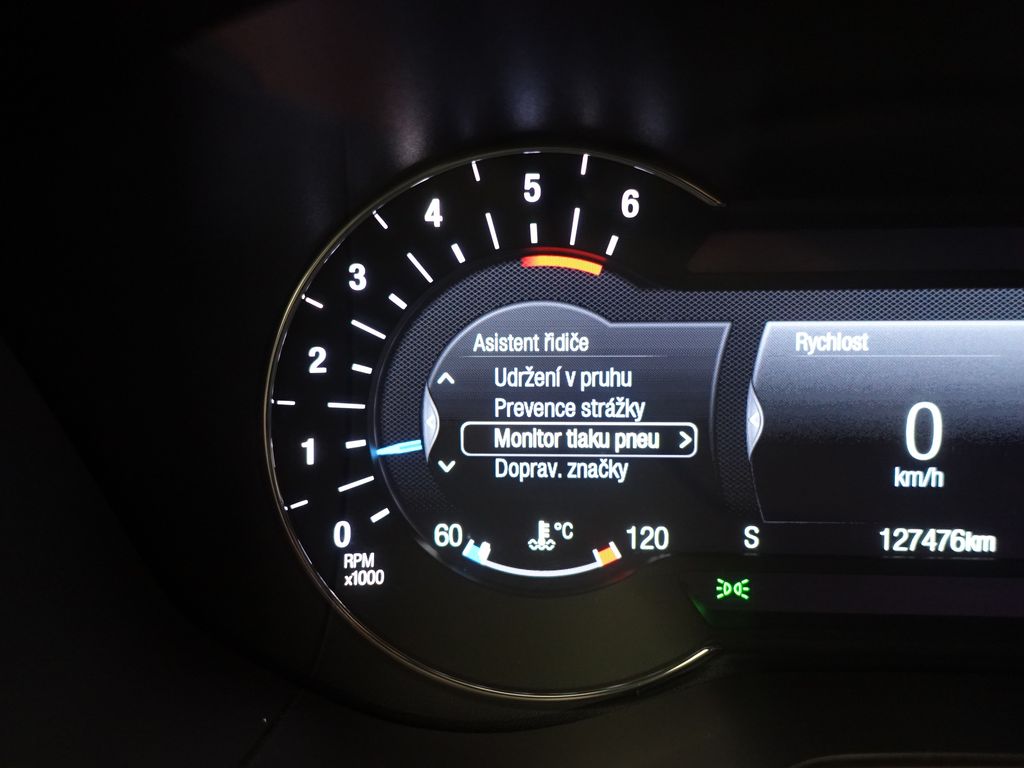 5
4
6
3
2
1
0
RPM
x1000
Asistent řidiče
Udržení v pruhu
Prevence strážky
Monitor tlaku pneu
Doprav. značky
60
°C
120
Rychlost
0
km/h
S
127476km